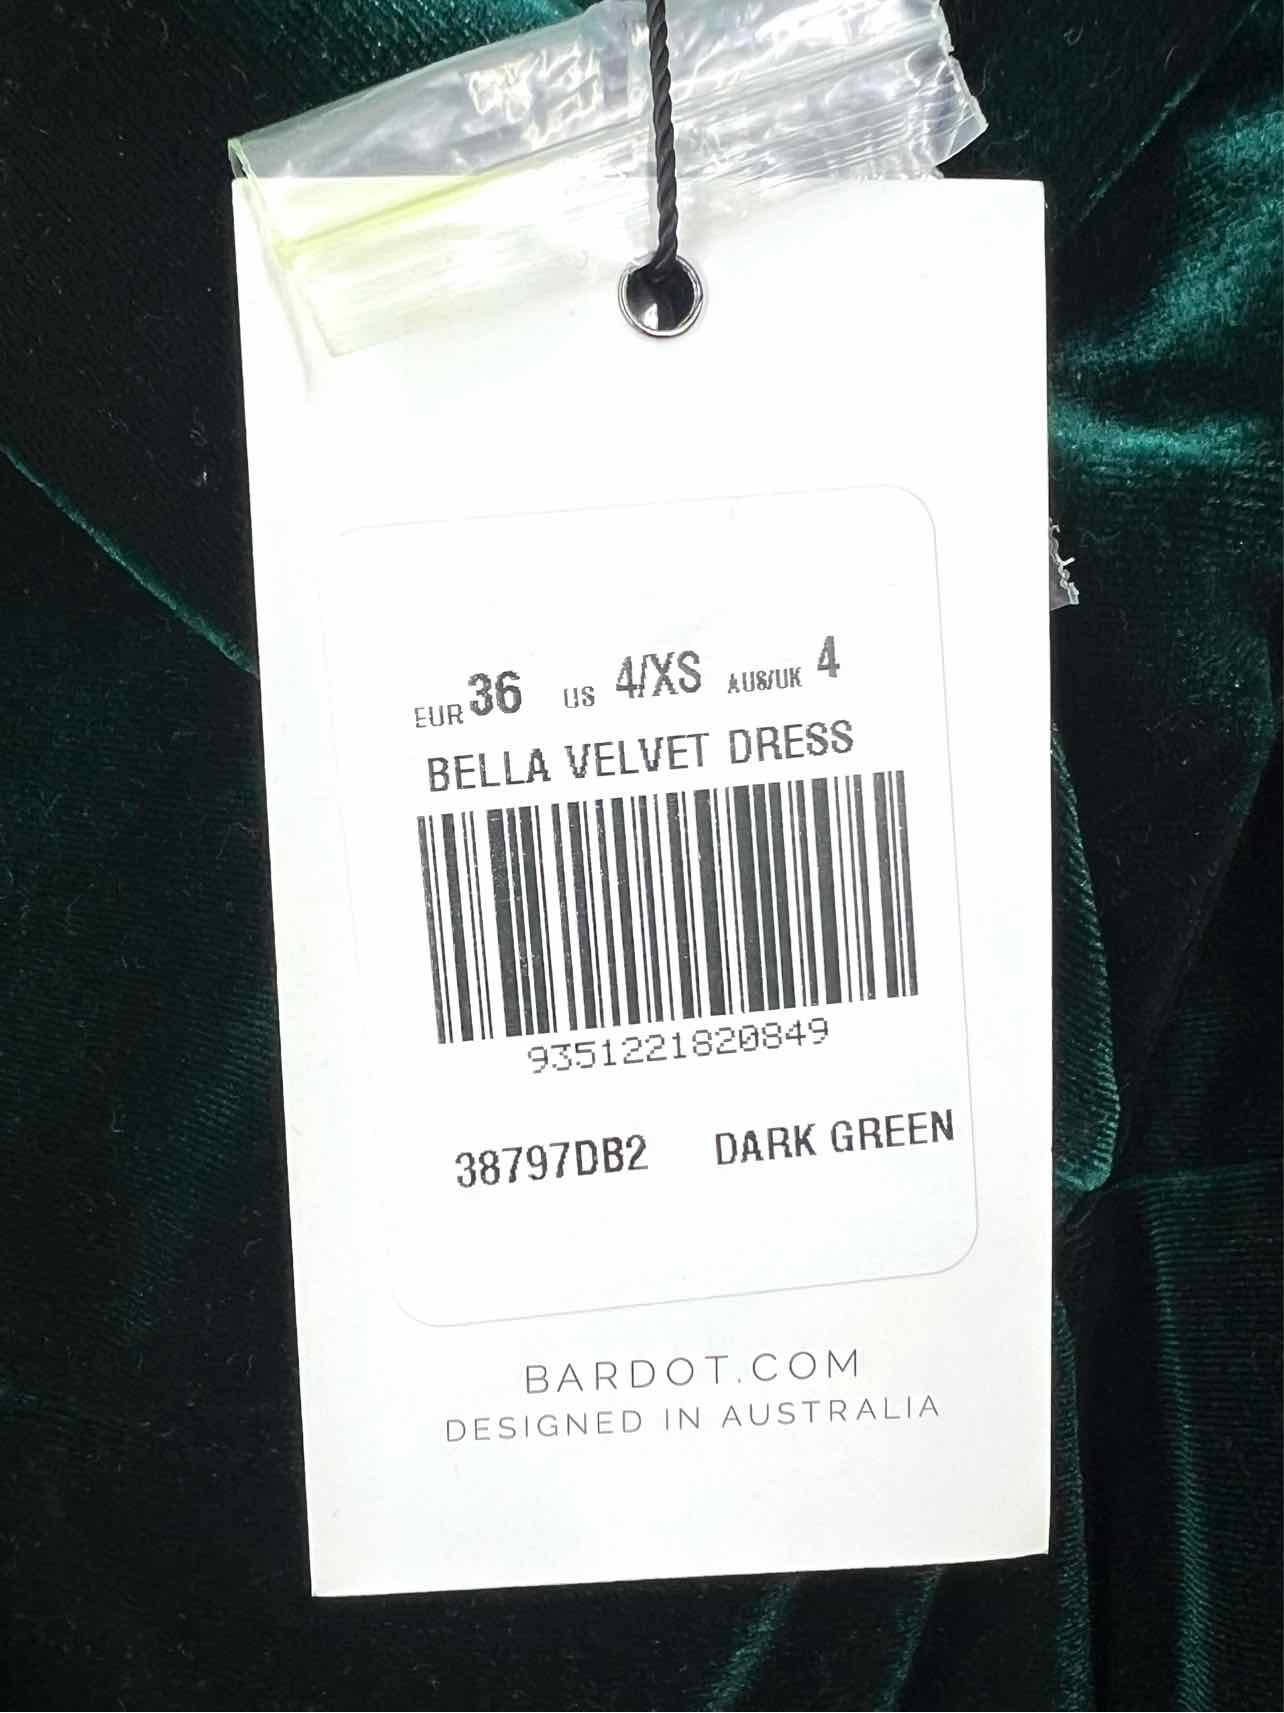 EUR 36 US 4/XS AUS/UK 4
BELLA VELVET DRESS
9351221820849
38797DB2 DARK GREEN
BARDOT.COM
DESIGNED IN AUSTRALIA